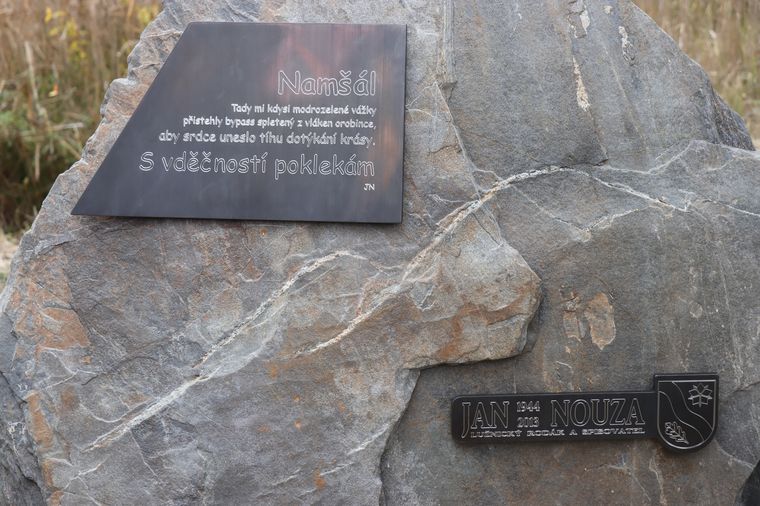 Namšál
Tady mi kdysi modrozelené vážky
přistehly bypass spletený z vláken orobince,
aby srdce uneslo tíhu dotýkání krásy.
S vděčností poklekám
JN
JAN 1944 2013 NOUZA
LUŽNICKÝ RODÁK A SPISOVATEL